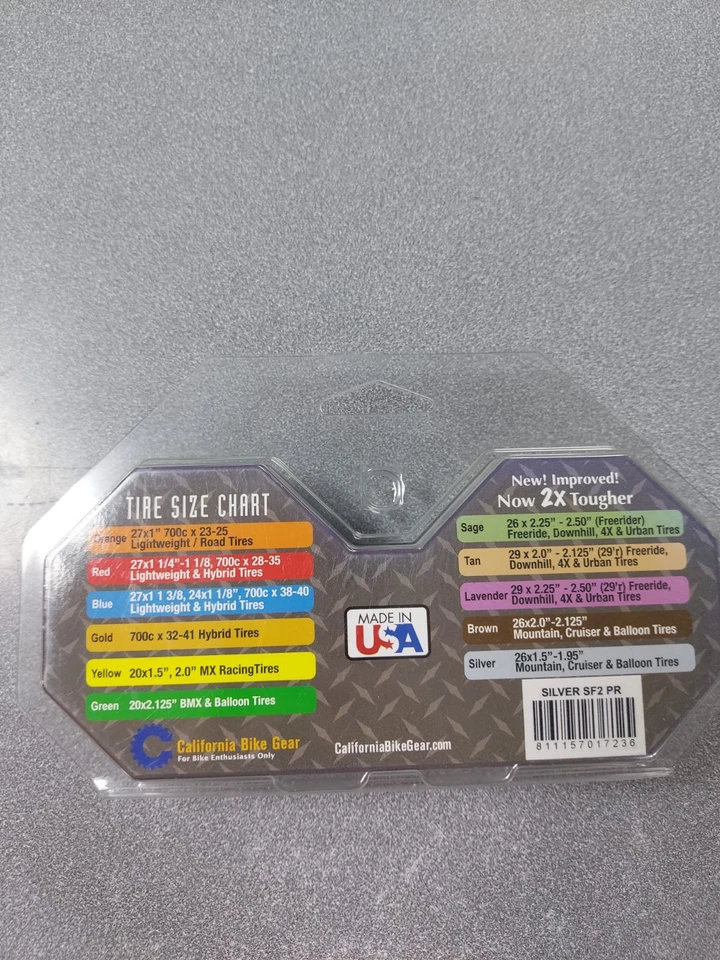 TIRE SIZE CHART
Orange 27x1" 700c x 23-25
Lightweight / Road Tires
Red 27x1 1/4"-1 1/8, 700c x 28-35
Lightweight & Hybrid Tires
Blue 27x1 1 3/8, 24x1 1/8", 700c x 38-40
Lightweight & Hybrid Tires
Gold 700c x 32-41 Hybrid Tires
Yellow 20x1.5", 2.0" MX RacingTires
Green 20x2.125" BMX & Balloon Tires
California Bike Gear
For Bike Enthusiasts Only
MADE IN
USA
CaliforniaBikeGear.com
New! Improved!
Now 2X Tougher
Sage 26 x 2.25" - 2.50" (Freerider)
Freeride, Downhill, 4X & Urban Tires
Tan 29 x 2.0" - 2.125" (29'r) Freeride,
Downhill, 4X & Urban Tires
Lavender 29 x 2.25" - 2.50" (29'r) Freeride,
Downhill, 4X & Urban Tires
Brown 26x2.0"-2.125"
Mountain, Cruiser & Balloon Tires
Silver 26x1.5"-1.95"
Mountain, Cruiser & Balloon Tires
SILVER SF2 PR
811157017236